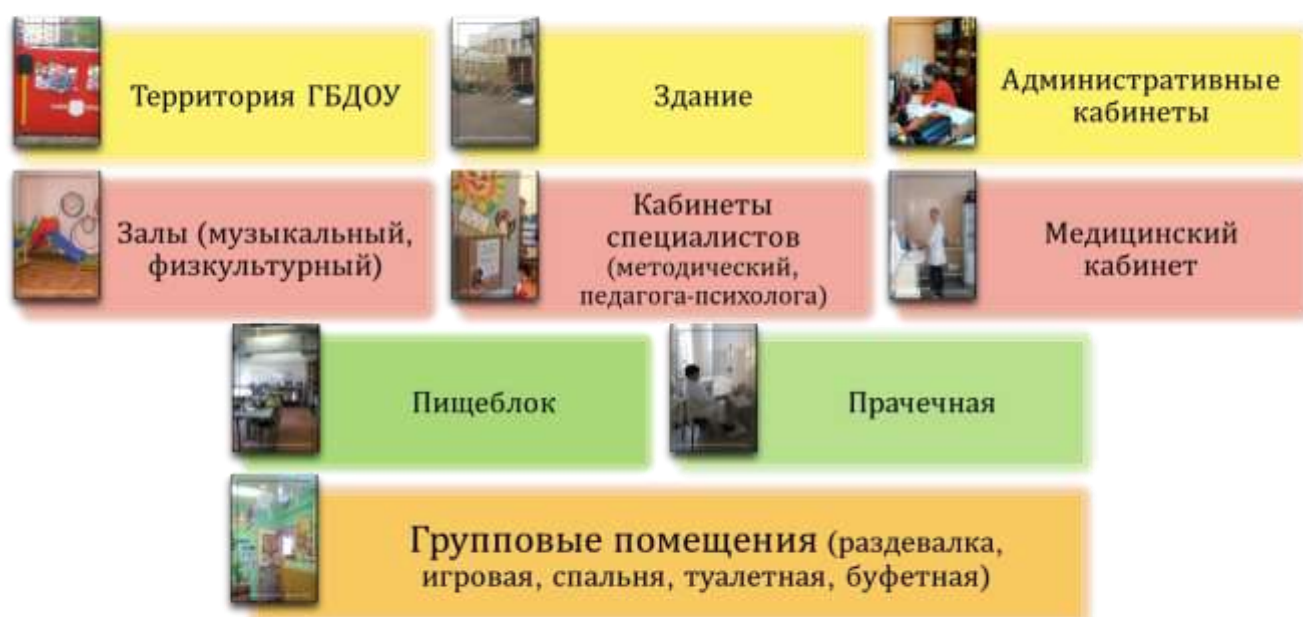 Территория ГБДОУ
Здание
Административные
кабинеты
Залы (музыкальный,
физкультурный)
Кабинеты
специалистов
(методический,
педагога-психолога)
Медицинский
кабинет
Пищеблок
Прачечная
Групповые помещения (раздевалка,
игровая, спальня, туалетная, буфетная)